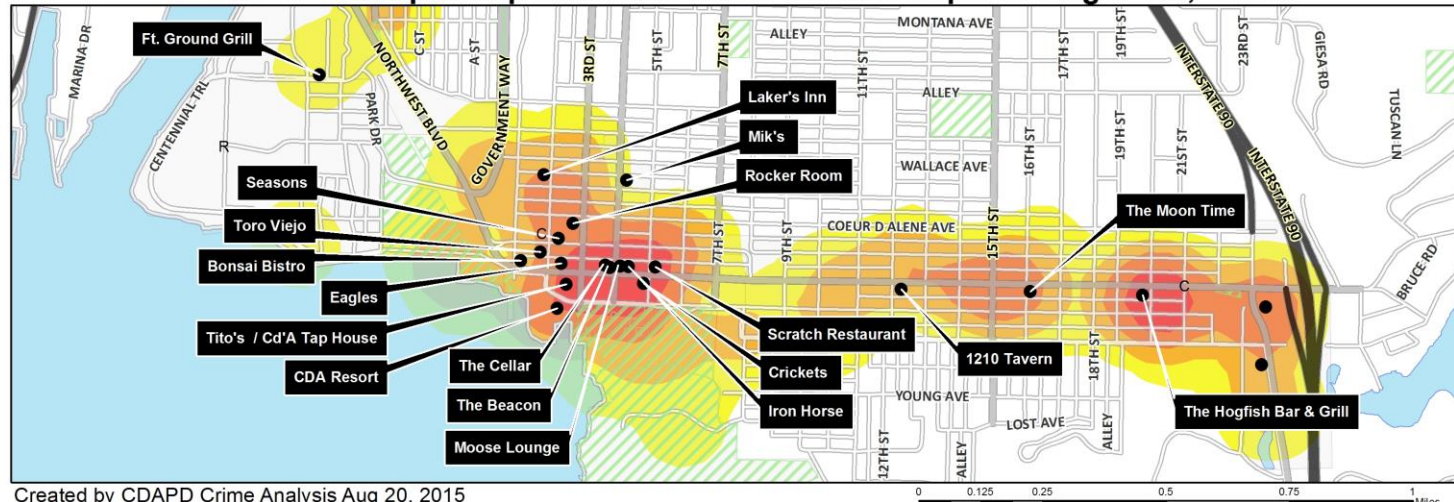 MONTANA AVE
ALLEY
19TH ST
17TH ST
23RD ST
GIESA RD
MARINA DR
C ST
A ST
3RD ST
5TH ST
7TH ST
11TH ST
INTERSTATE 90
Ft. Ground Grill
NORTHWEST BLVD
GOVERNMENT WAY
ALLEY
TUSCAN LN
CENTENNIAL TRL
PARK DR
R
Laker's Inn
Mik's
Rocker Room
WALLACE AVE
16TH ST
19TH ST
21ST ST
INTERSTATE 90
Seasons
Toro Viejo
Bonsai Bistro
Eagles
Tito's / Cd'A Tap House
CDA Resort
C
7TH ST
9TH ST
COEUR D ALENE AVE
15TH ST
The Moon Time
C
BRUCE RD
The Cellar
The Beacon
Moose Lounge
Scratch Restaurant
Crickets
Iron Horse
1210 Tavern
18TH ST
The Hogfish Bar & Grill
YOUNG AVE
LOST AVE
12TH ST
ALLEY
ALLEY
Created by CDAPD Crime Analysis Aug 20, 2015
0 0.125 0.25 0.5 0.75 1
Miles